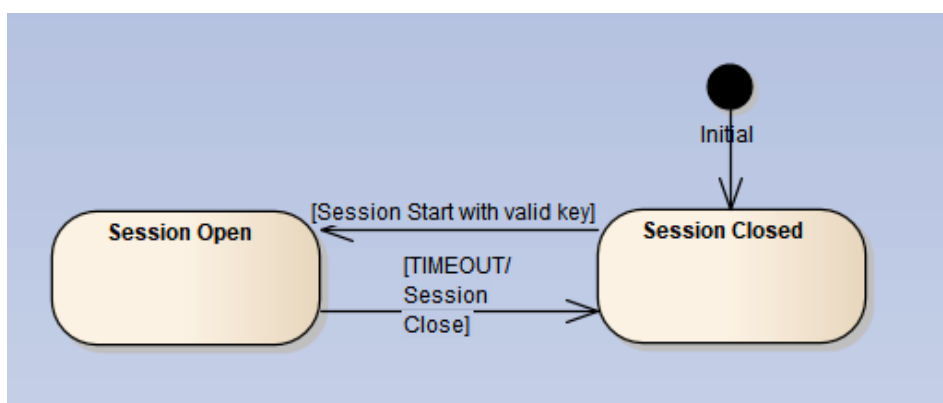 Initial
[Session Start with valid key]
Session Open
Session Closed
[TIMEOUT/
Session
Close]